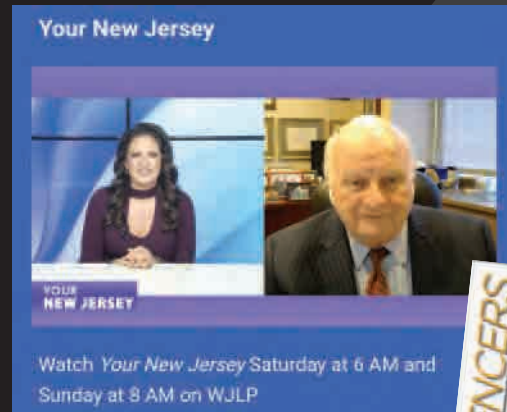 Your New Jersey
YOUR
NEW JERSEY
Watch Your New Jersey Saturday at 6 AM and
Sunday at 8 AM on WJLP
NCERS